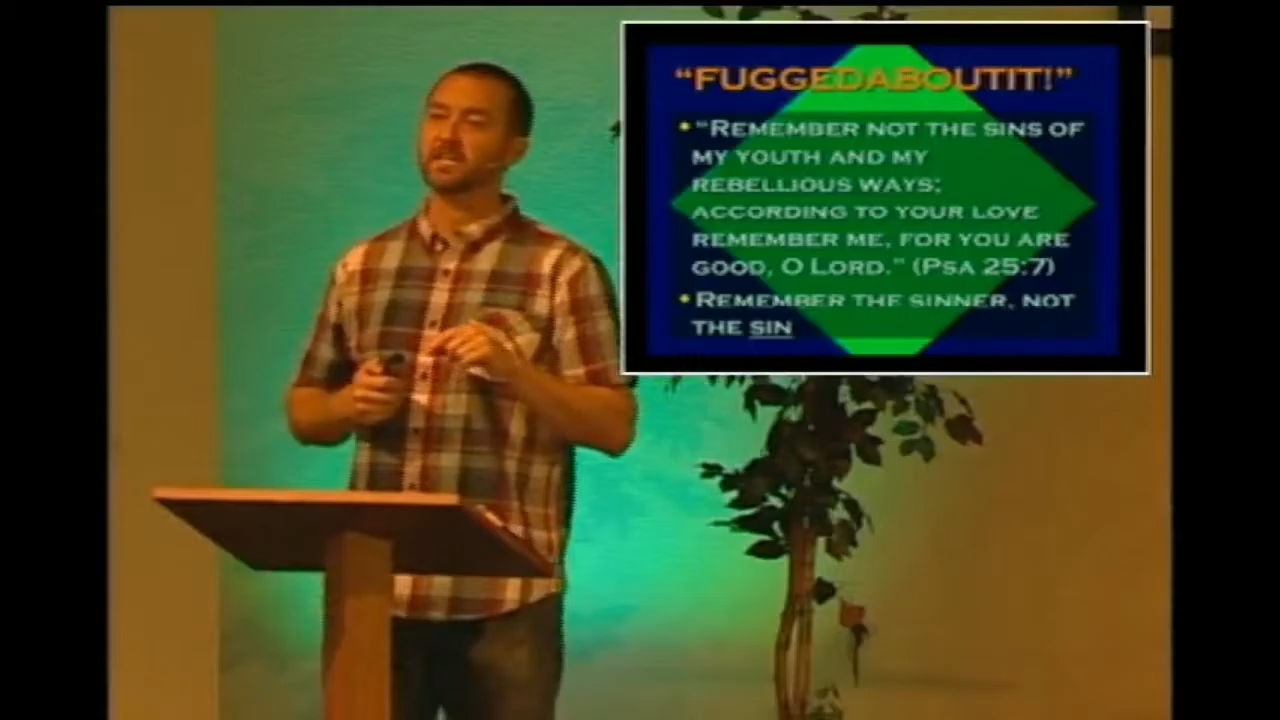 “FUGGEDABOUTIT!”
• “REMEMBER NOT THE SINS OF
MY YOUTH AND MY
REBELLIOUS WAYS;
ACCORDING TO YOUR LOVE
REMEMBER ME, FOR YOU ARE
GOOD, O LORD.” (PSA 25:7)
• REMEMBER THE SINNER, NOT
THE SIN